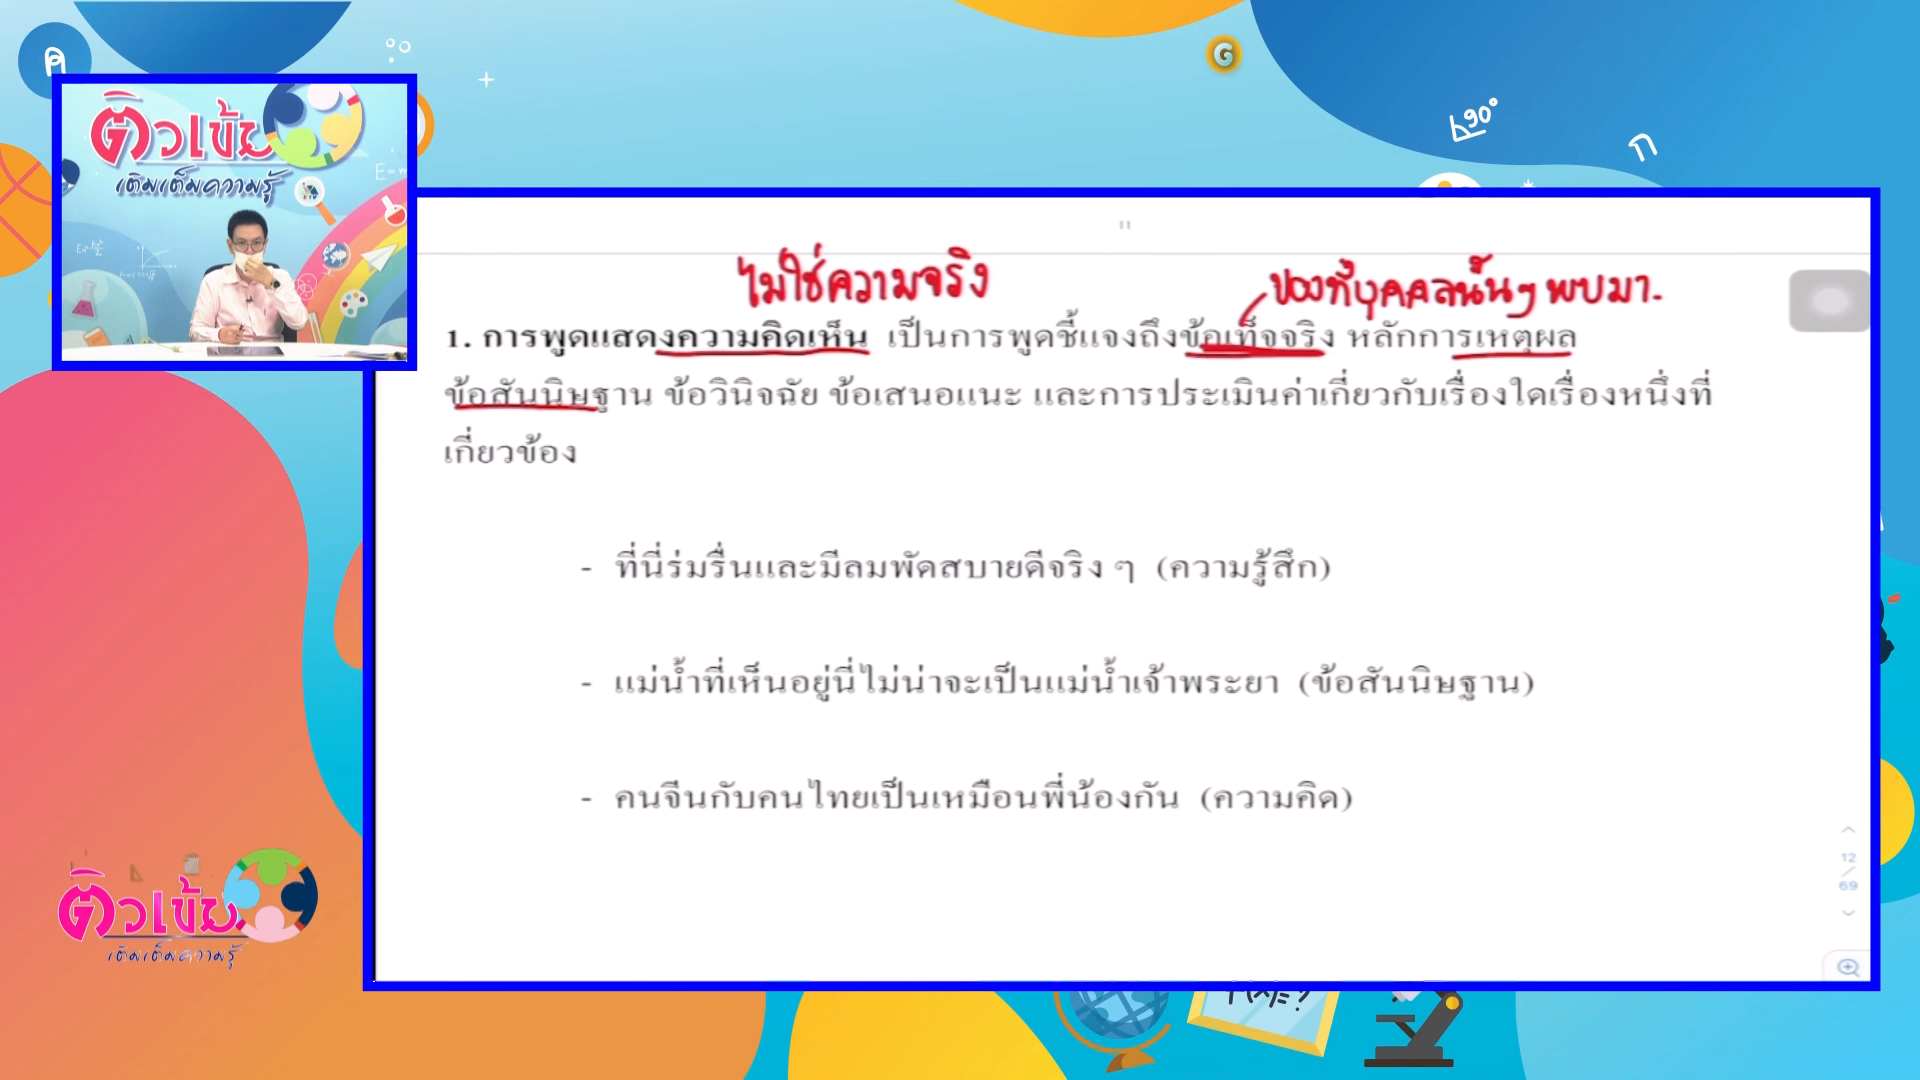 ค
G
90°
ก
ติวเข้ม
เติมเต็มความรู้
"
ไม่ใช่ความจริง
ของที่บุคคลนั้นๆ พบมา.
1. การพูดแสดงความคิดเห็น เป็นการพูดชี้แจงถึงข้อเท็จจริง หลักการเหตุผล
ข้อสันนิษฐาน ข้อวินิจฉัย ข้อเสนอแนะ และการประเมินค่าเกี่ยวกับเรื่องใดเรื่องหนึ่งที่
เกี่ยวข้อง
- ที่นี่ร่มรื่นและมีลมพัดสบายดีจริง ๆ (ความรู้สึก)
- แม่น้ำที่เห็นอยู่นี่ไม่น่าจะเป็นแม่น้ำเจ้าพระยา (ข้อสันนิษฐาน)
- คนจีนกับคนไทยเป็นเหมือนพี่น้องกัน (ความคิด)
12
/
69
ติวเข้ม
เติมเต็มความรู้